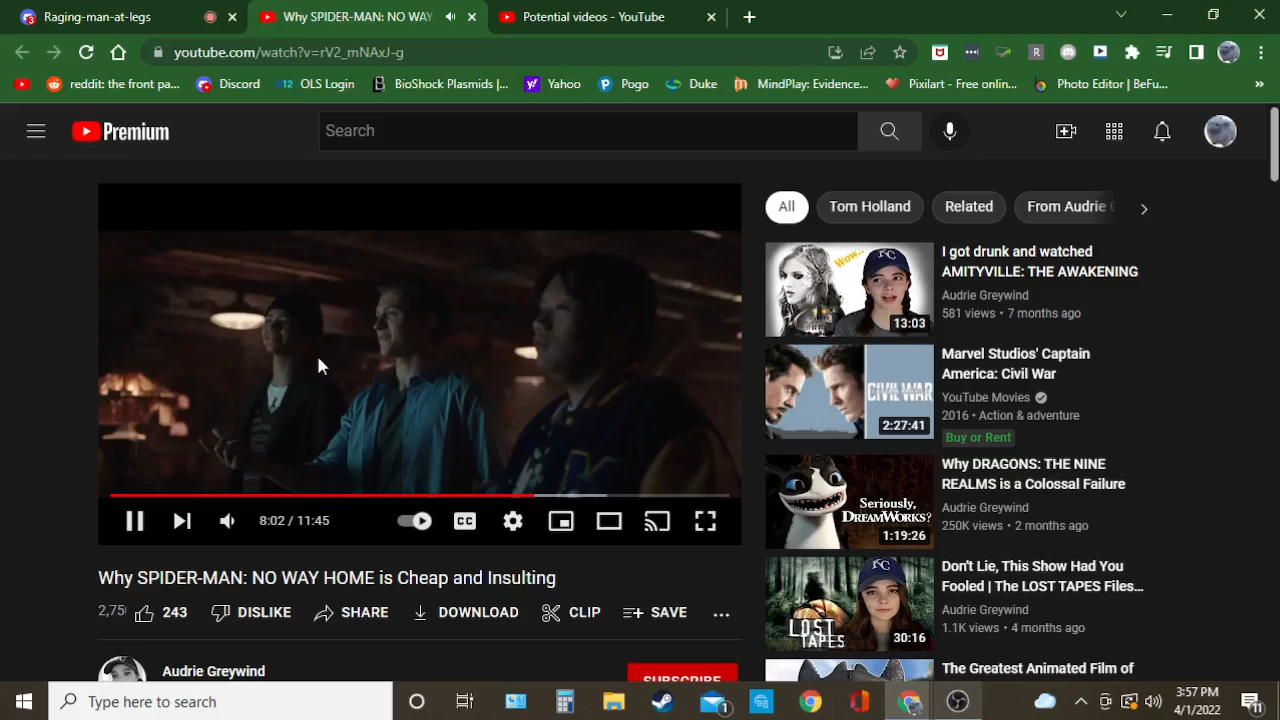 Raging-man-at-legs
Why SPIDER-MAN: NO WAY
Potential videos - YouTube
youtube.com/watch?v=rV2_mNAxJ-g
reddit: the front pa...
Discord
12 OLS Login
BioShock Plasmids |...
Yahoo
Pogo
Duke
MindPlay: Evidence...
Pixilart - Free onlin...
Photo Editor | BeFu...
»
Premium
Search
All
Tom Holland
Related
From Audrie G
I got drunk and watched
AMITYVILLE: THE AWAKENING
Audrie Greywind
581 views • 7 months ago
Wow..
13:03
Marvel Studios' Captain
America: Civil War
YouTube Movies
2016 • Action & adventure
Buy or Rent
CIVIL WAR
2:27:41
Why DRAGONS: THE NINE
REALMS is a Colossal Failure
Audrie Greywind
250K views • 2 months ago
Seriously,
DREAMWORKS?
1:19:26
Don't Lie, This Show Had You
Fooled | The LOST TAPES Files...
Audrie Greywind
1.1K views • 4 months ago
LOST
TAPES
30:16
The Greatest Animated Film of
8:02 / 11:45
CC
Why SPIDER-MAN: NO WAY HOME is Cheap and Insulting
2,75
243
DISLIKE
SHARE
DOWNLOAD
CLIP
SAVE
...
Audrie Greywind
SUBSCRIBE
Type here to search
1
3:57 PM
4/1/2022
11